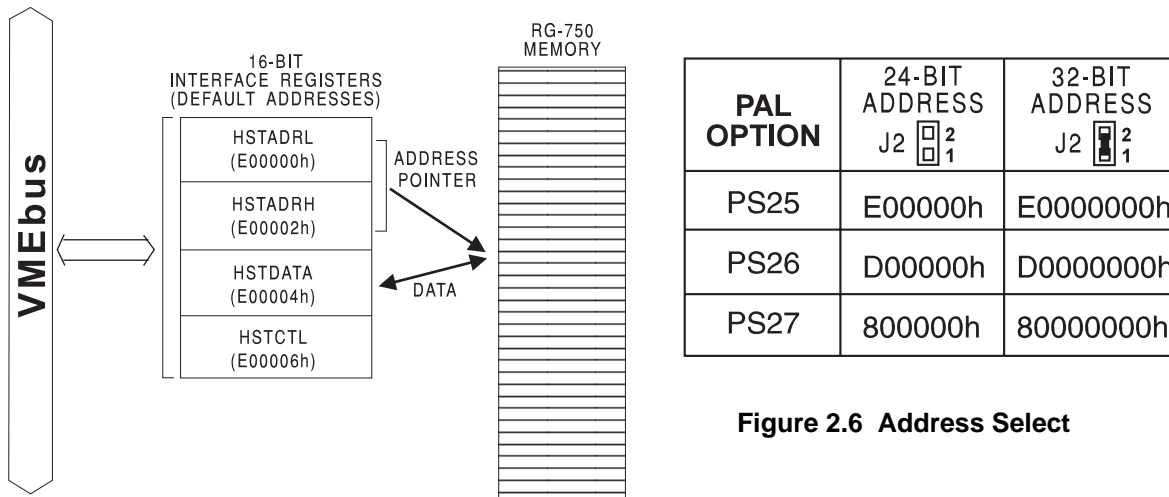 VMEbus
16-BIT
INTERFACE REGISTERS
(DEFAULT ADDRESSES)
HSTADRL
(E00000h)
HSTADRH
(E00002h)
HSTDATA
(E00004h)
HSTCTL
(E00006h)
ADDRESS
POINTER
DATA
RG-750
MEMORY
PAL
OPTION
24-BIT
ADDRESS
J2 2
1
32-BIT
ADDRESS
J2 2
1
PS25 E00000h E0000000h
PS26 D00000h D0000000h
PS27 800000h 80000000h
Figure 2.6 Address Select